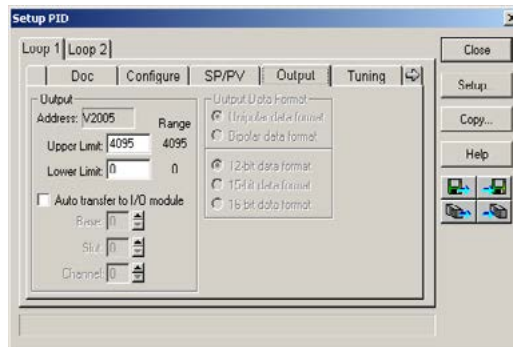 Setup PID
Loop 1 Loop 2
Doc Configure SP/PV Output Tuning
Output
Address: V2005
Range
Upper Limit: 4095 4095
Lower Limit: 0 0
Auto transfer to I/O module
Base: 0
Slot: 0
Channel: 0
Output Data Format
Unipolar data format
Bipolar data format
12-bit data format
15-bit data format
16-bit data format
Close
Setup...
Copy...
Help